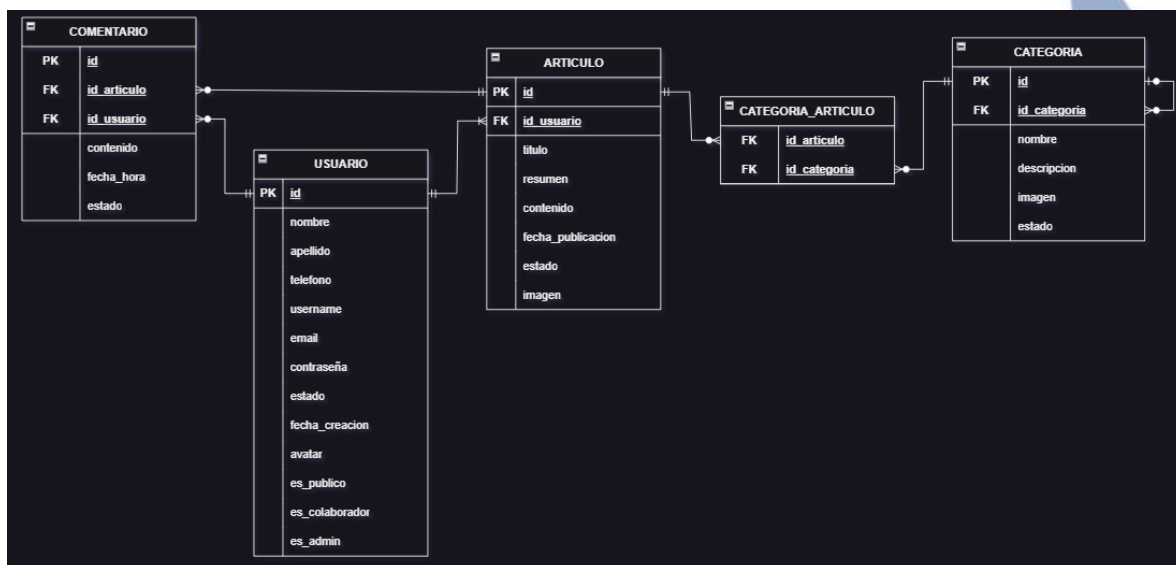 COMENTARIO
PK id
FK id_articulo
FK id_usuario
contenido
fecha_hora
estado
USUARIO
PK id
nombre
apellido
telefono
username
email
contraseña
estado
fecha_creacion
avatar
es_publico
es_colaborador
es_admin
ARTICULO
PK id
FK id_usuario
titulo
resumen
contenido
fecha_publicacion
estado
imagen
CATEGORIA_ARTICULO
FK id_articulo
FK id_categoria
CATEGORIA
PK id
FK id_categoria
nombre
descripcion
imagen
estado